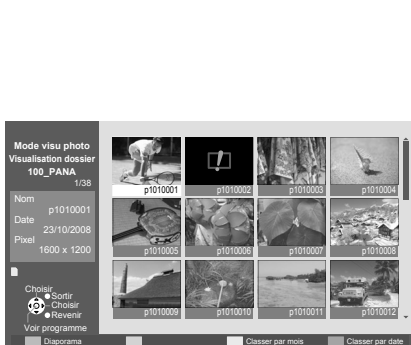 Mode visu photo
Visualisation dossier
100_PANA
1/38
Nom
p1010001
Date
23/10/2008
Pixel
1600 x 1200
Choisir
Sortir
Choisir
Revenir
Voir programme
p1010001 p1010002 p1010003 p1010004
p1010005 p1010006 p1010007 p1010008
p1010009 p1010010 p1010011 p1010012
Diaporama Classer par mois Classer par date